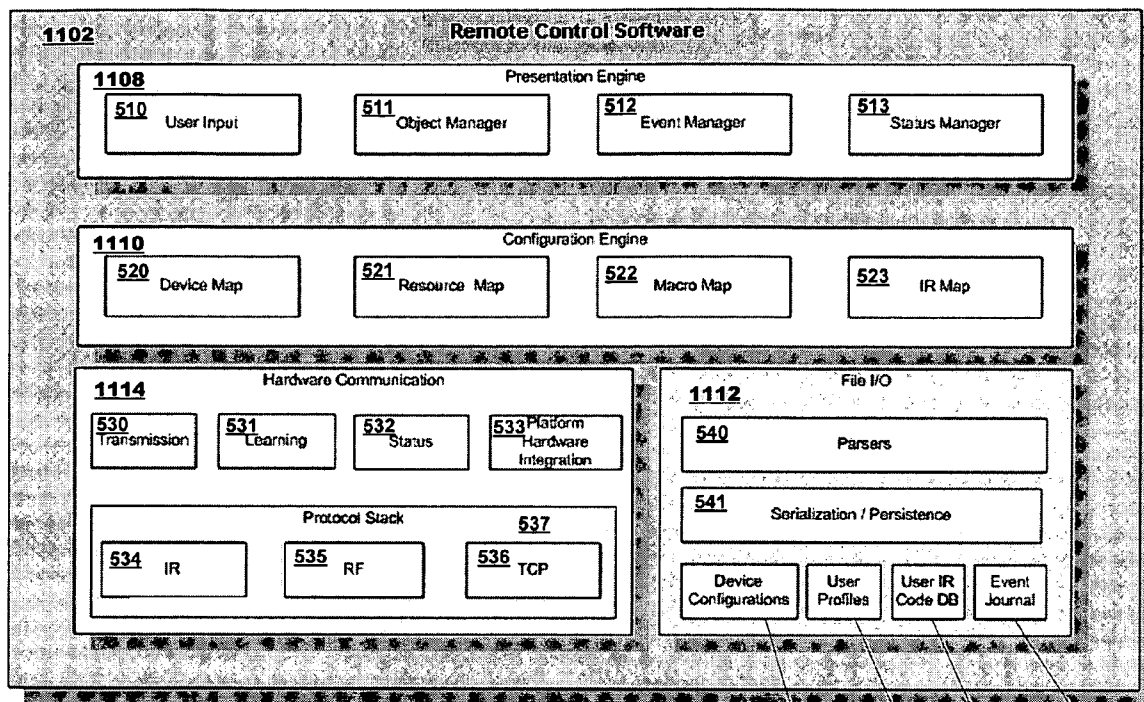 1102
Remote Control Software
1108
Presentation Engine
510 User Input
511 Object Manager
512 Event Manager
513 Status Manager
1110
Configuration Engine
520 Device Map
521 Resource Map
522 Macro Map
523 IR Map
1114
Hardware Communication
530 Transmission
531 Learning
532 Status
533 Platform
Hardware
Integration
Protocol Stack
537
534 IR
535 RF
536 TCP
File I/O
1112
540 Parsers
541 Serialization / Persistence
Device
Configurations
User
Profiles
User IR
Code DB
Event
Journal